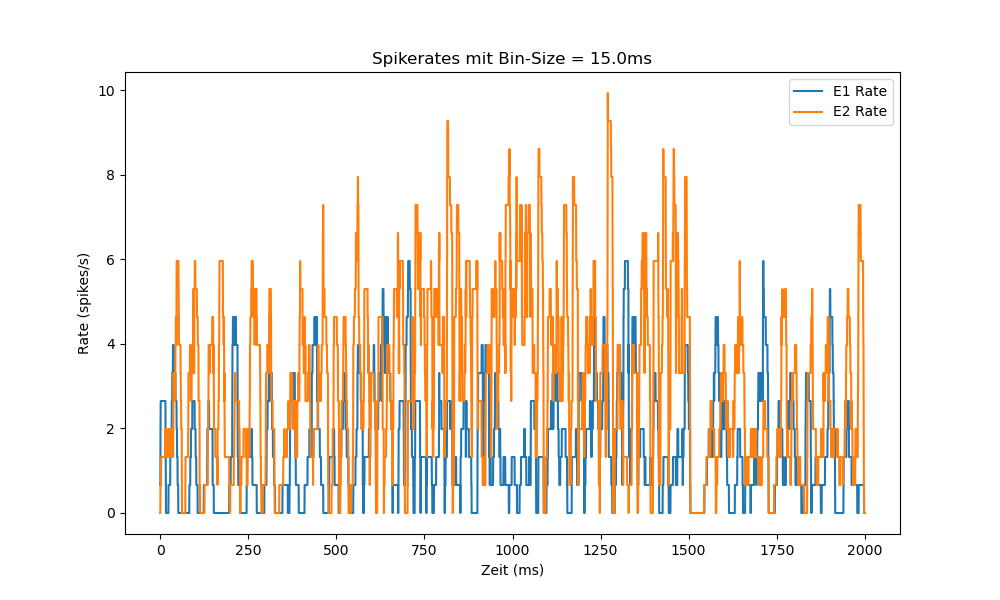 Spikerates mit Bin-Size = 15.0ms
E1 Rate
E2 Rate
Rate (spikes/s)
10
8
6
4
2
0
0 250 500 750 1000 1250 1500 1750 2000
Zeit (ms)